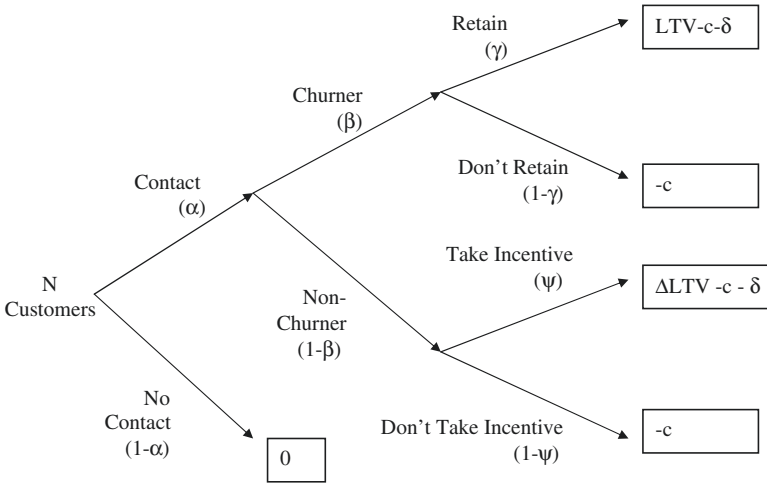 Retain
(γ)
LTV-c-δ
Churner
(β)
Don't Retain
(1-γ)
-c
Contact
(α)
Take Incentive
(ψ)
ΔLTV -c - δ
N
Customers
Non-
Churner
(1-β)
No
Contact
(1-α)
0
Don't Take Incentive
(1-ψ)
-c